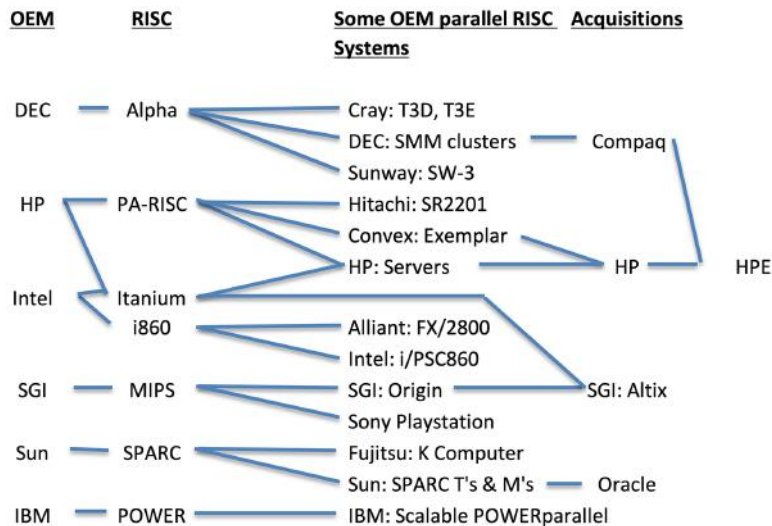 OEM RISC Some OEM parallel RISC Acquisitions
Systems
DEC Alpha Cray: T3D, T3E
DEC: SMM clusters Compaq
Sunway: SW-3
HP PA-RISC Hitachi: SR2201
Convex: Exemplar
HP: Servers HP HPE
Intel Itanium
i860 Alliant: FX/2800
Intel: i/PSC860
SGI MIPS SGI: Origin SGI: Altix
Sony Playstation
Sun SPARC Fujitsu: K Computer
Sun: SPARC T's & M's Oracle
IBM POWER IBM: Scalable POWERparallel